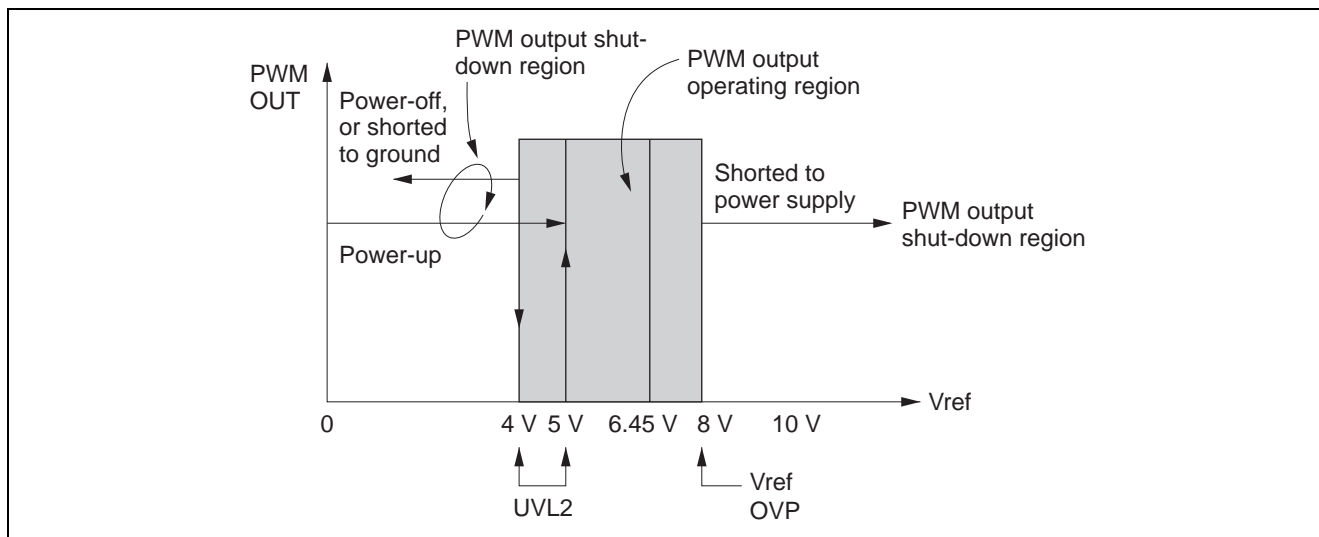 PWM output shut-
down region
PWM output
operating region
PWM
OUT
Power-off,
or shorted
to ground
Shorted to
power supply
PWM output
shut-down region
Power-up
Vref
0
4 V
5 V
6.45 V
8 V
10 V
UVL2
Vref
OVP